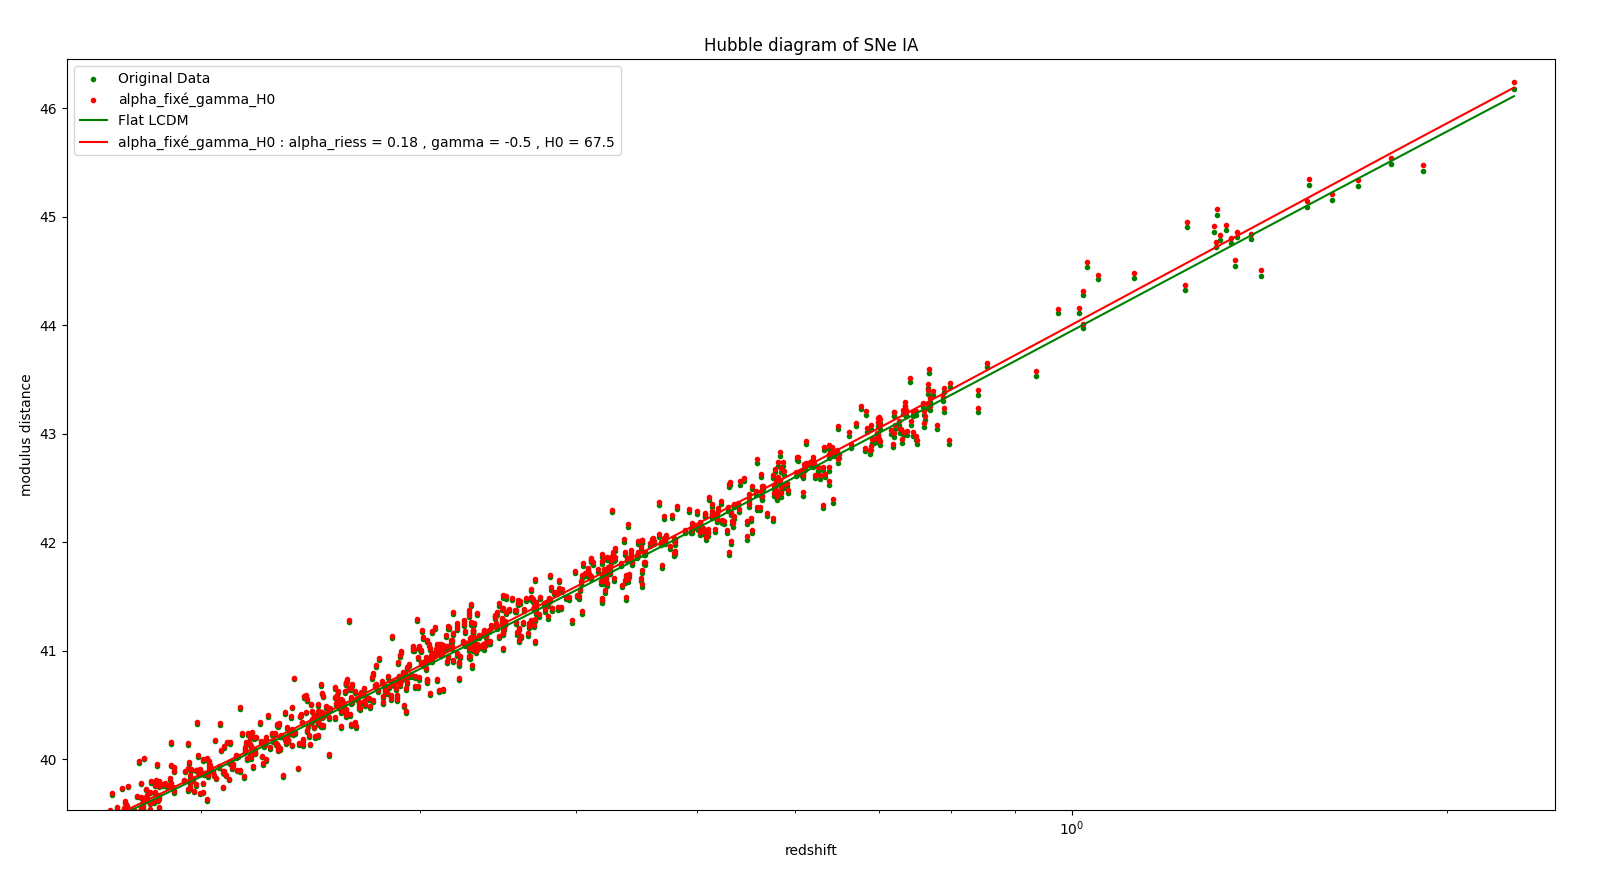 Hubble diagram of SNe IA
Original Data
alpha_fixé_gamma_H0
Flat LCDM
alpha_fixé_gamma_H0 : alpha_riess = 0.18 , gamma = -0.5 , H0 = 67.5
46
45
44
43
42
41
40
modulus distance
10⁰
redshift